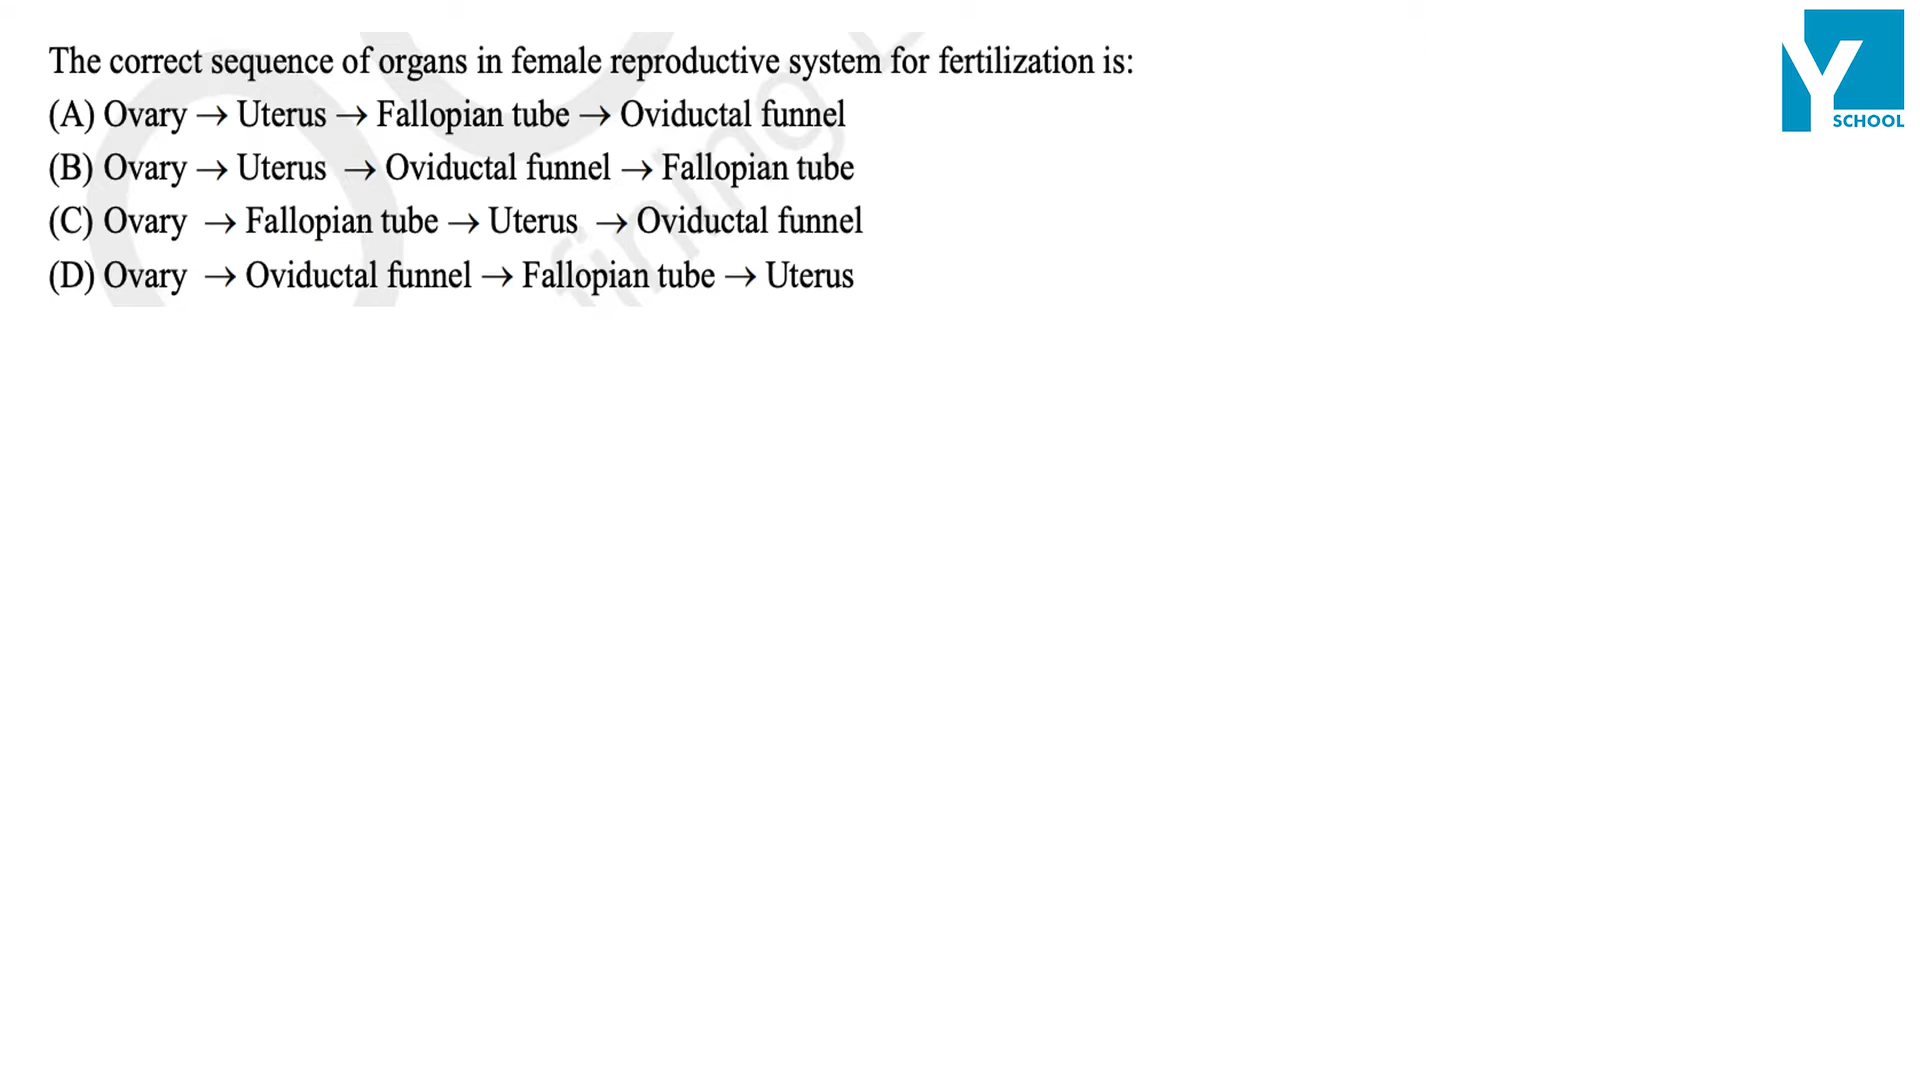 The correct sequence of organs in female reproductive system for fertilization is:
(A) Ovary → Uterus → Fallopian tube → Oviductal funnel
(B) Ovary → Uterus → Oviductal funnel → Fallopian tube
(C) Ovary → Fallopian tube → Uterus → Oviductal funnel
(D) Ovary → Oviductal funnel → Fallopian tube → Uterus
Y
SCHOOL
fining